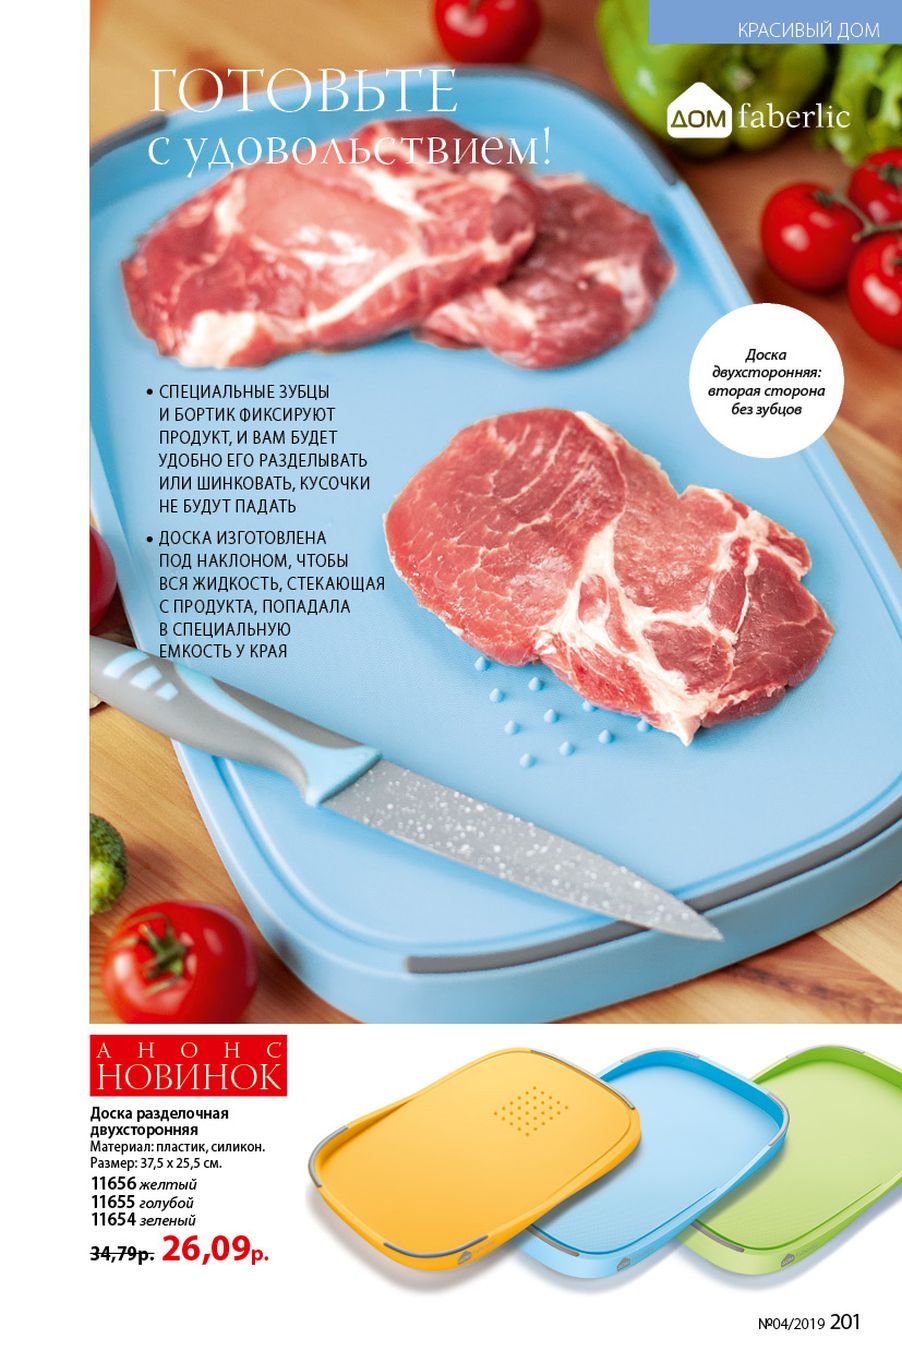 КРАСИВЫЙ ДОМ
ГОТОВЬТЕ
с удовольствием!
ДОМ faberlic
Доска
двухсторонняя:
вторая сторона
без зубцов
• СПЕЦИАЛЬНЫЕ ЗУБЦЫ
И БОРТИК ФИКСИРУЮТ
ПРОДУКТ, И ВАМ БУДЕТ
УДОБНО ЕГО РАЗДЕЛЫВАТЬ
ИЛИ ШИНКОВАТЬ, КУСОЧКИ
НЕ БУДУТ ПАДАТЬ
• ДОСКА ИЗГОТОВЛЕНА
ПОД НАКЛОНОМ, ЧТОБЫ
ВСЯ ЖИДКОСТЬ, СТЕКАЮЩАЯ
С ПРОДУКТА, ПОПАДАЛА
В СПЕЦИАЛЬНУЮ
ЕМКОСТЬ У КРАЯ
АНОНС
НОВИНОК
Доска разделочная
двухсторонняя
Материал: пластик, силикон.
Размер: 37,5 х 25,5 см.
11656 желтый
11655 голубой
11654 зеленый
34,79р. 26,09р.
№04/2019 201